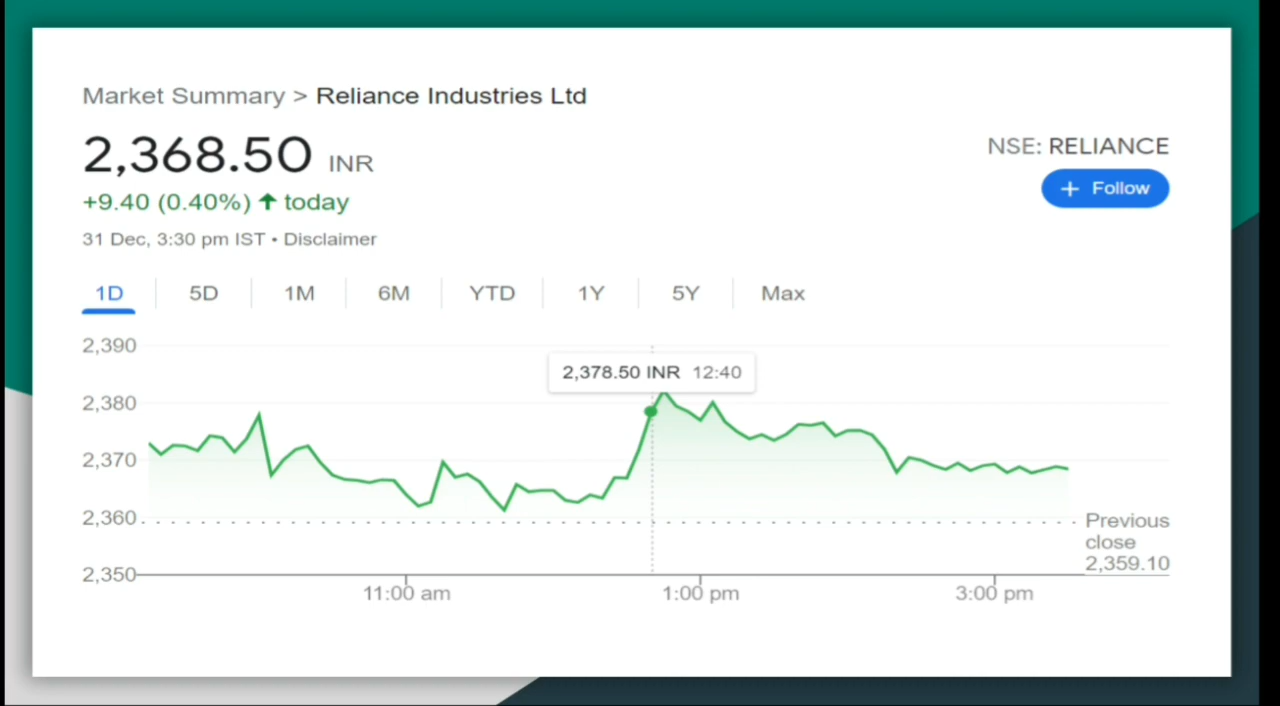 Market Summary > Reliance Industries Ltd
2,368.50 INR
NSE: RELIANCE
+ Follow
+9.40 (0.40%) ↑ today
31 Dec, 3:30 pm IST • Disclaimer
1D 5D 1M 6M YTD 1Y 5Y Max
2,390
2,378.50 INR 12:40
2,380
2,370
2,360
Previous
close
2,359.10
2,350
11:00 am 1:00 pm 3:00 pm